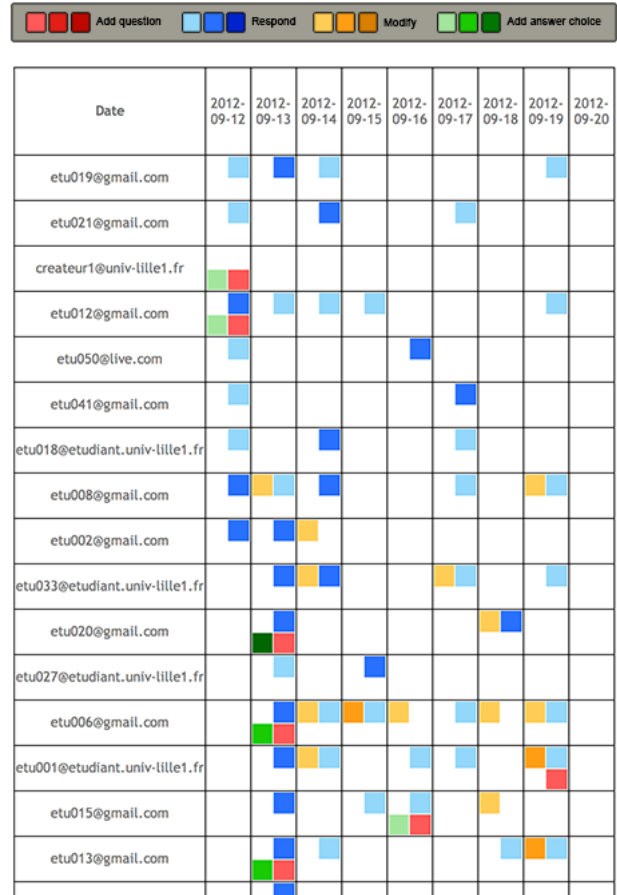 Add question Respond Modify Add answer choice
Date 2012- 2012- 2012- 2012- 2012- 2012- 2012- 2012- 2012-
09-12 09-13 09-14 09-15 09-16 09-17 09-18 09-19 09-20
etu019@gmail.com
etu021@gmail.com
createur1@univ-lille1.fr
etu012@gmail.com
etu050@live.com
etu041@gmail.com
etu018@etudiant.univ-lille1.fr
etu008@gmail.com
etu002@gmail.com
etu033@etudiant.univ-lille1.fr
etu020@gmail.com
etu027@etudiant.univ-lille1.fr
etu006@gmail.com
etu001@etudiant.univ-lille1.fr
etu015@gmail.com
etu013@gmail.com